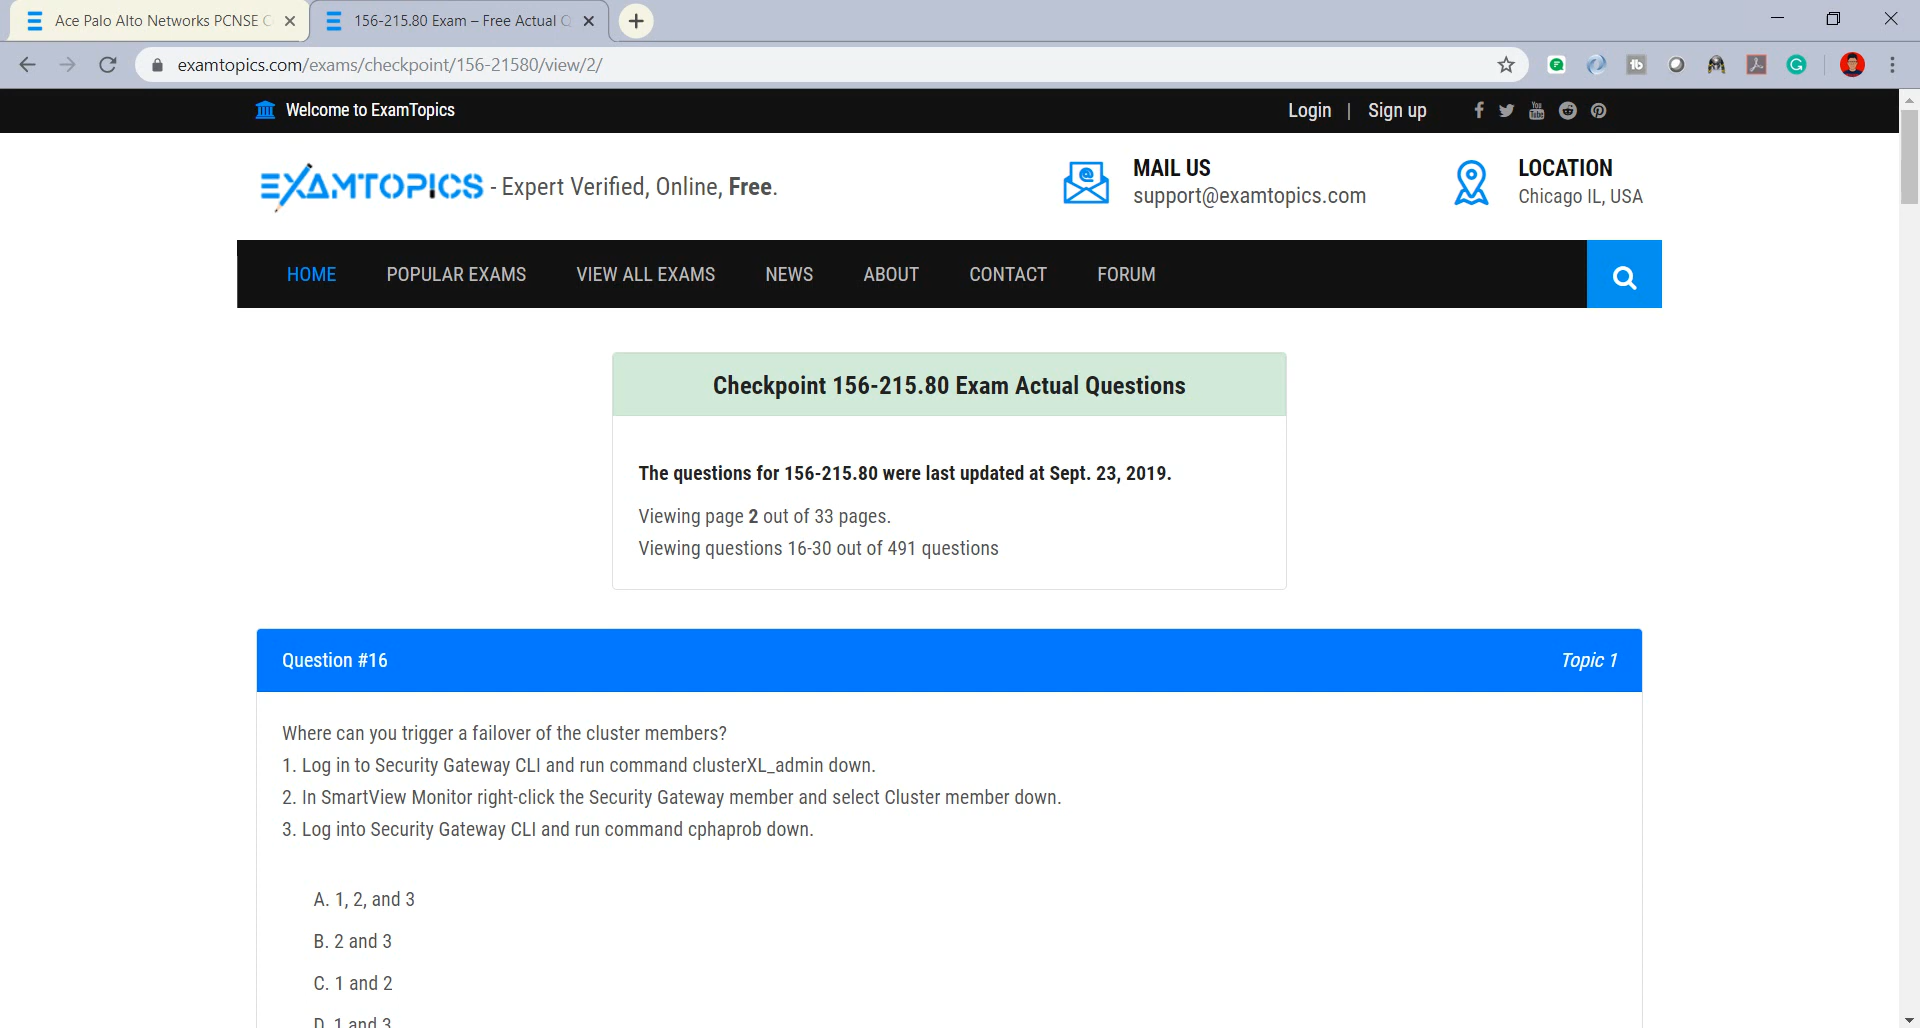 Ace Palo Alto Networks PCNSE
156-215.80 Exam – Free Actual
examtopics.com/exams/checkpoint/156-21580/view/2/
Welcome to ExamTopics
Login | Sign up
EXAMTOPICS - Expert Verified, Online, Free.
MAIL US
support@examtopics.com
LOCATION
Chicago IL, USA
HOME POPULAR EXAMS VIEW ALL EXAMS NEWS ABOUT CONTACT FORUM
Checkpoint 156-215.80 Exam Actual Questions
The questions for 156-215.80 were last updated at Sept. 23, 2019.
Viewing page 2 out of 33 pages.
Viewing questions 16-30 out of 491 questions
Question #16
Topic 1
Where can you trigger a failover of the cluster members?
1. Log in to Security Gateway CLI and run command clusterXL_admin down.
2. In SmartView Monitor right-click the Security Gateway member and select Cluster member down.
3. Log into Security Gateway CLI and run command cphaprob down.
A. 1, 2, and 3
B. 2 and 3
C. 1 and 2
D. 1 and 3